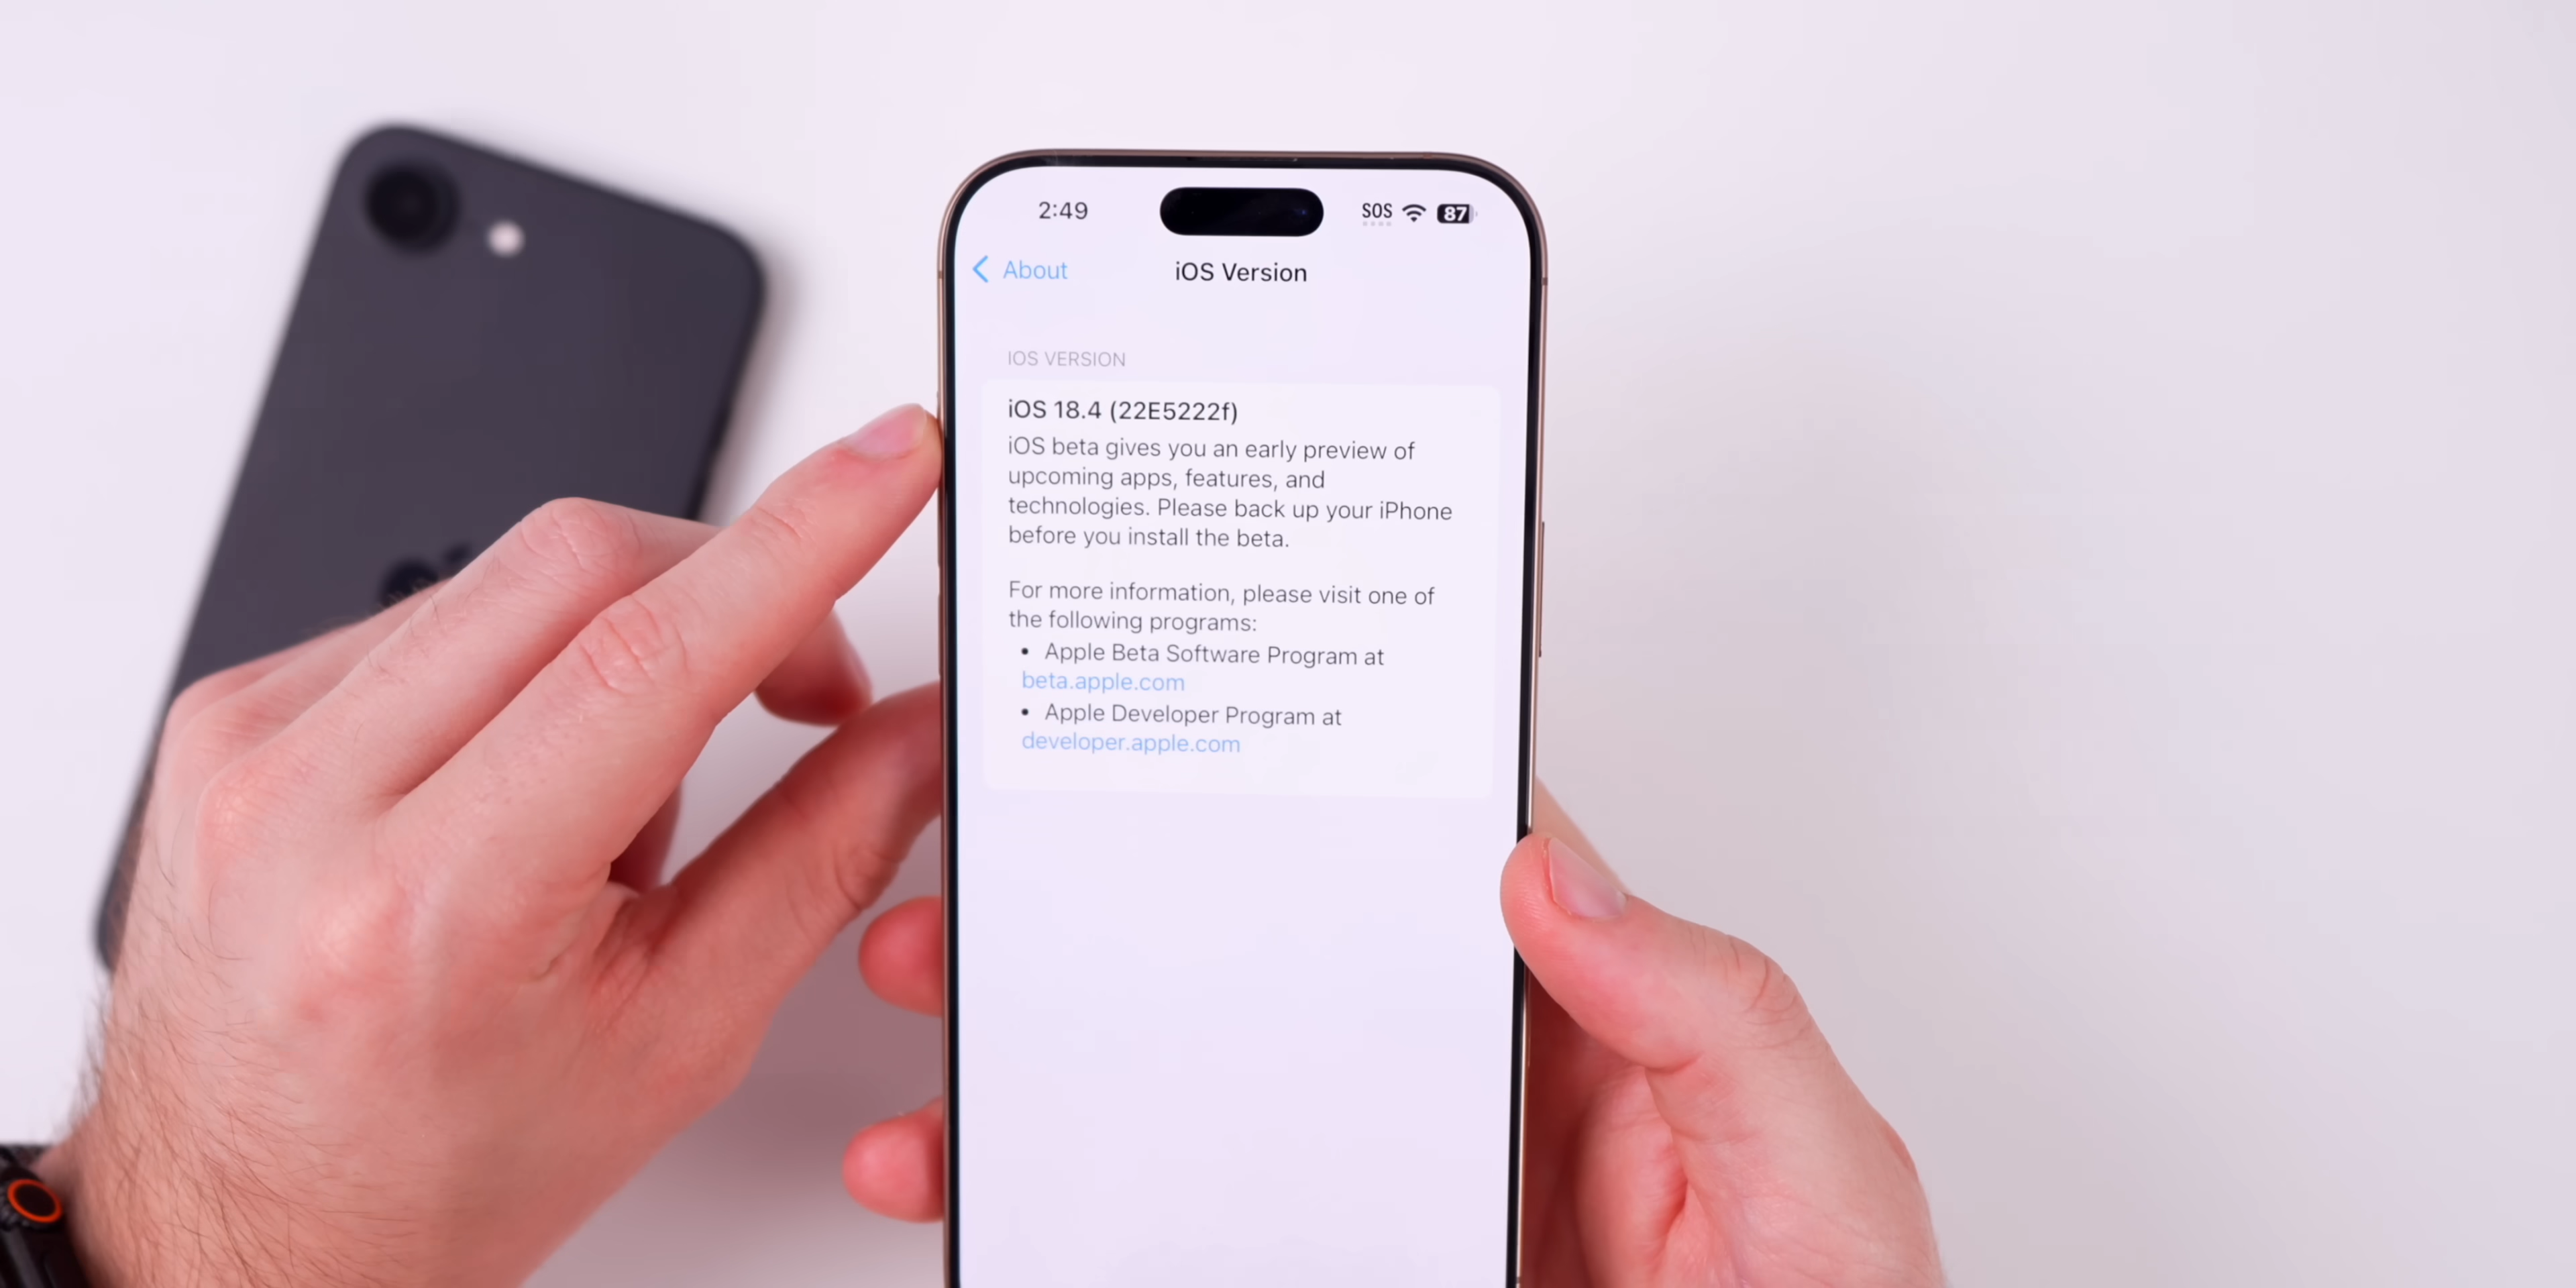 2:49
SOS
87
About
iOS Version
IOS VERSION
iOS 18.4 (22E5222f)
iOS beta gives you an early preview of
upcoming apps, features, and
technologies. Please back up your iPhone
before you install the beta.
For more information, please visit one of
the following programs:
• Apple Beta Software Program at
beta.apple.com
• Apple Developer Program at
developer.apple.com